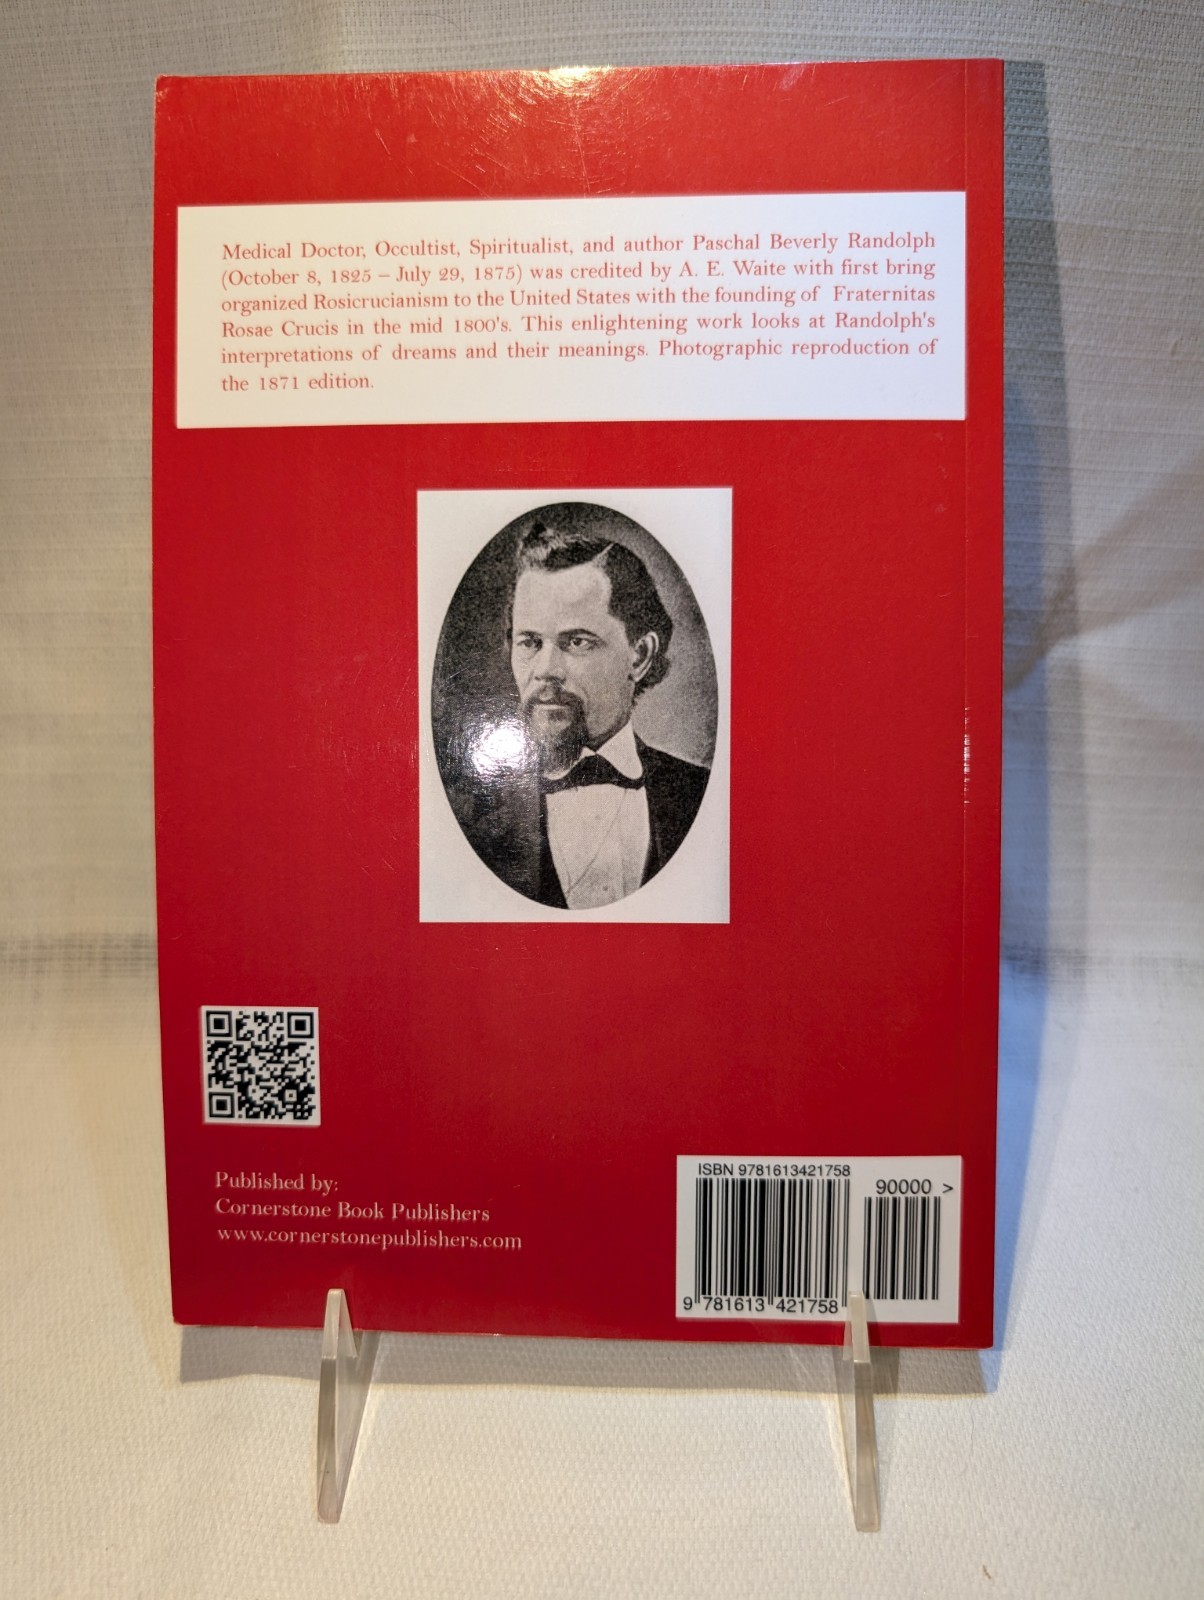 Medical Doctor, Occultist, Spiritualist, and author Paschal Beverly Randolph
(October 8, 1825 – July 29, 1875) was credited by A. E. Waite with first bring
organized Rosicrucianism to the United States with the founding of Fraternitas
Rosae Crucis in the mid 1800's. This enlightening work looks at Randolph's
interpretations of dreams and their meanings. Photographic reproduction of
the 1871 edition.
Published by:
Cornerstone Book Publishers
www.cornerstonepublishers.com
ISBN 9781613421758
90000 >
9 781613 421758